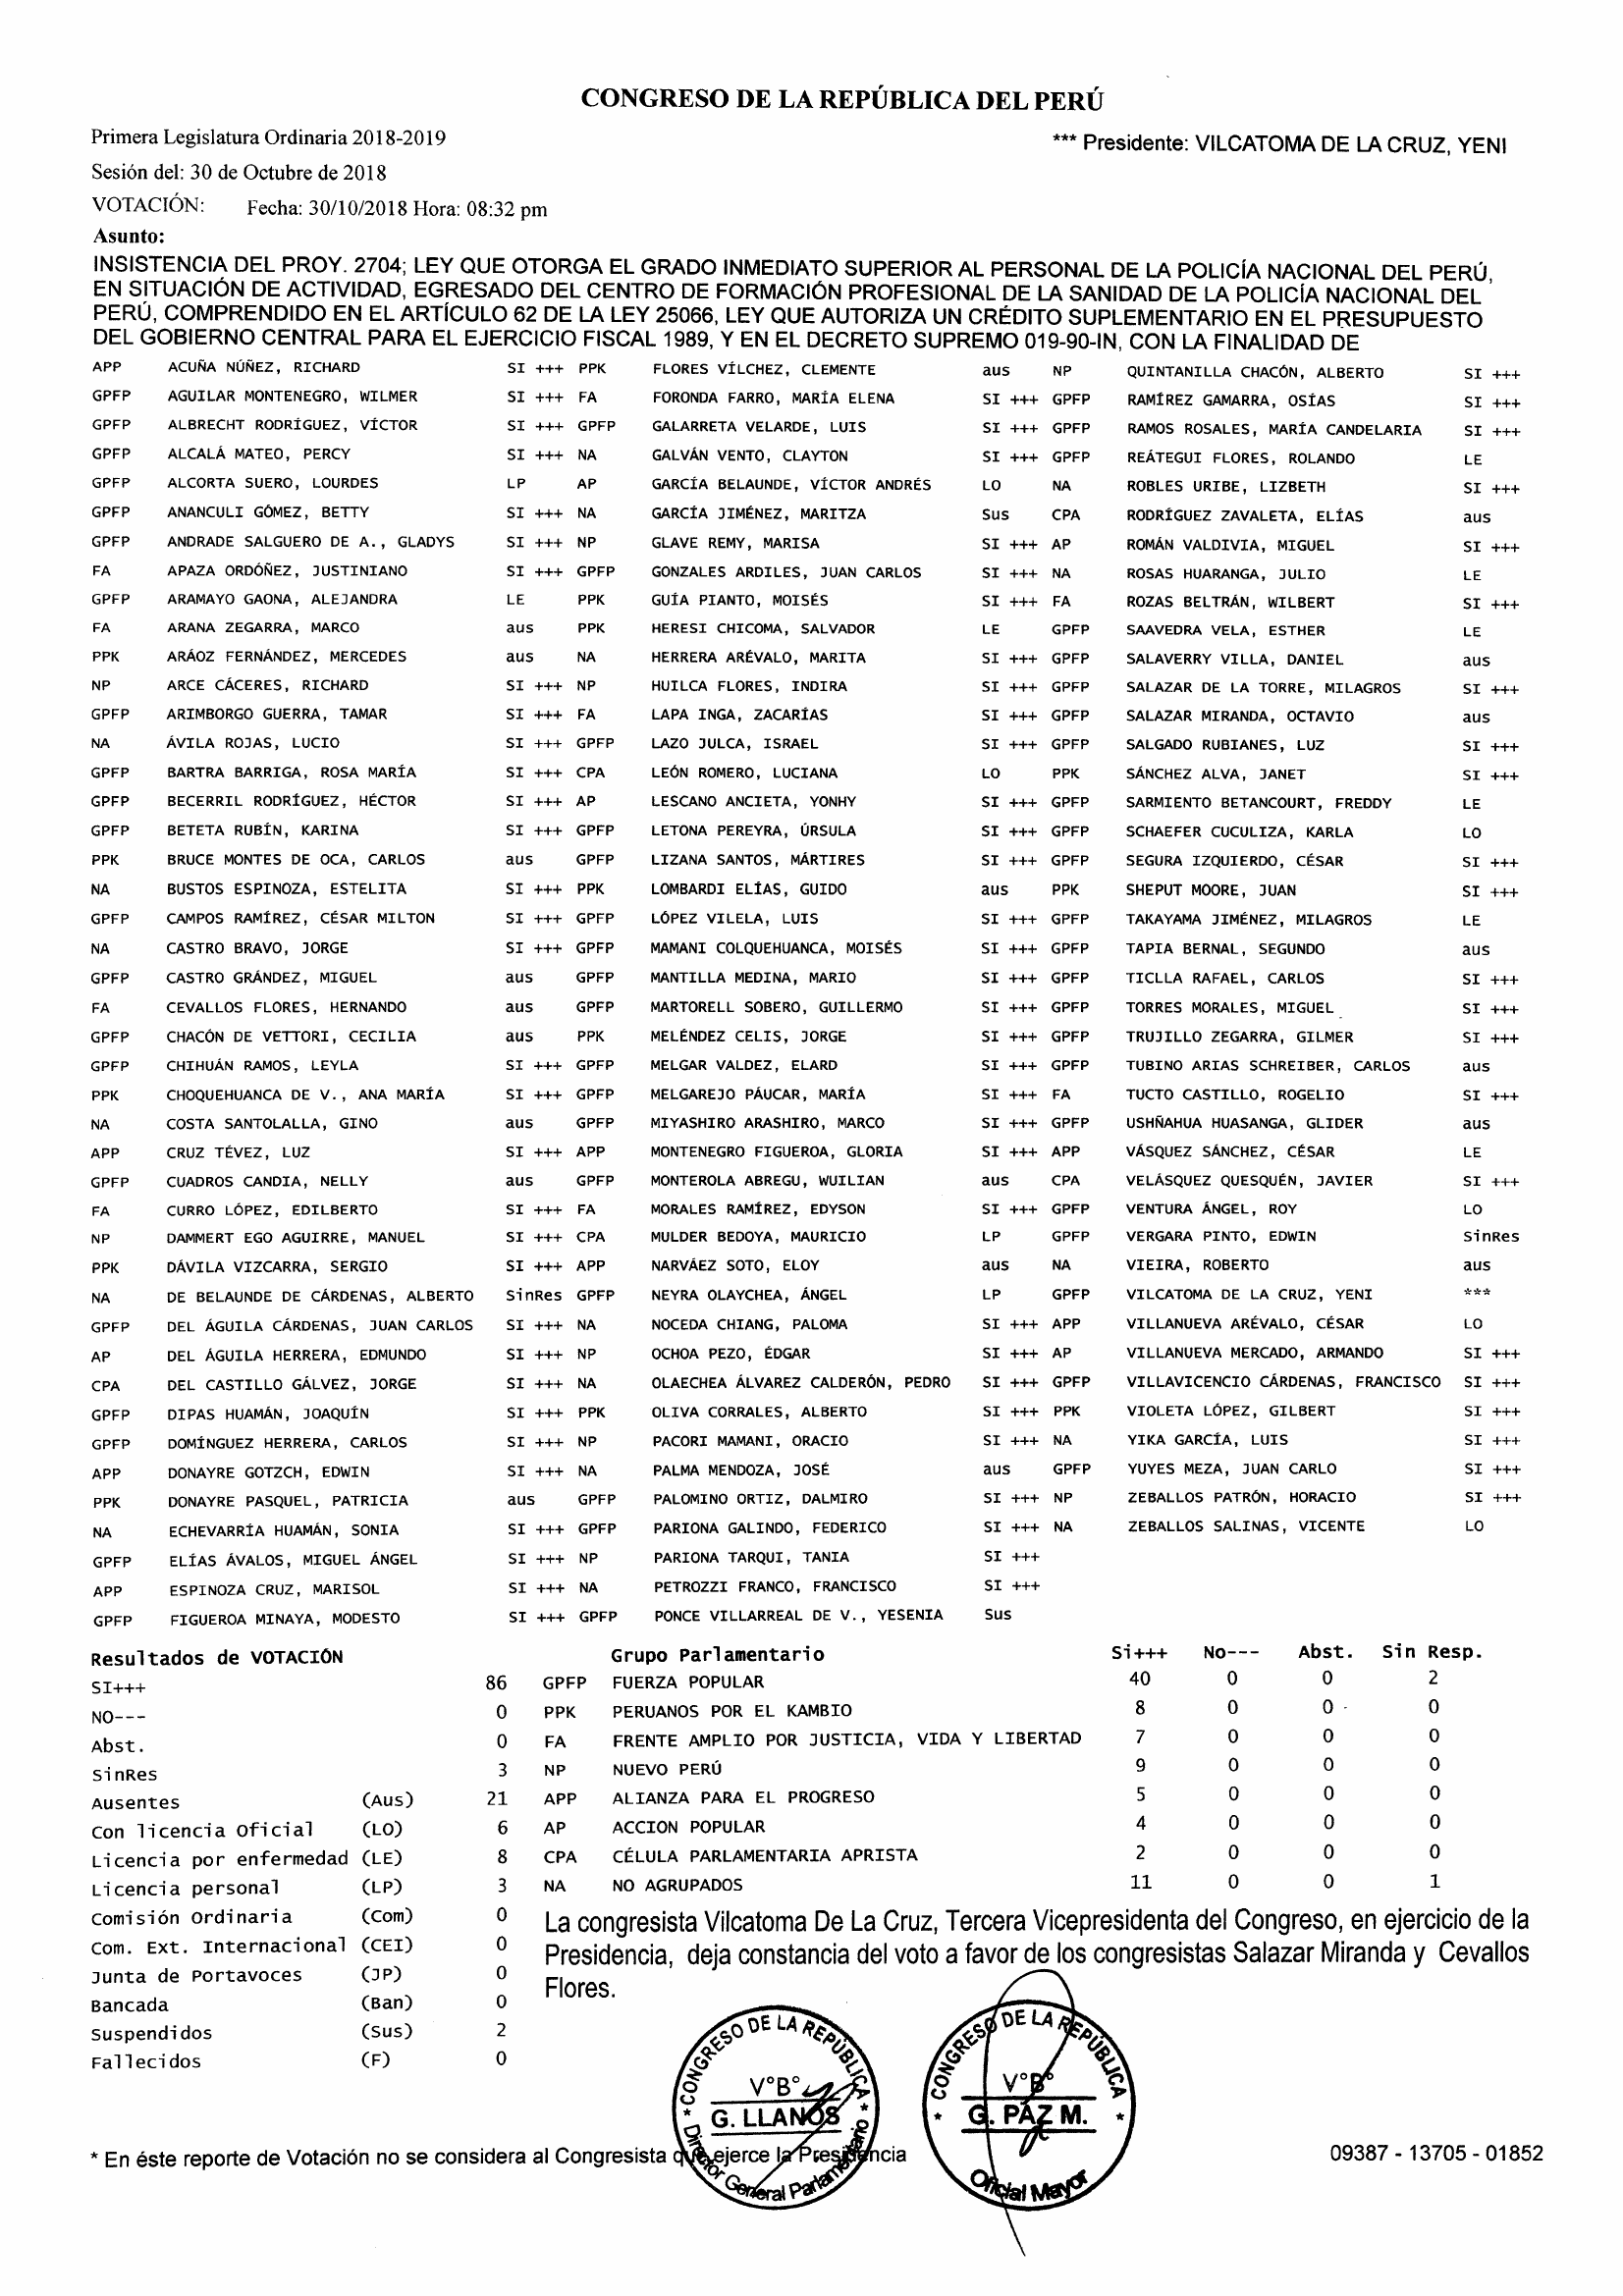 CONGRESO DE LA REPÚBLICA DEL PERÚ
Primera Legislatura Ordinaria 2018-2019 *** Presidente: VILCATOMA DE LA CRUZ, YENI
Sesión del: 30 de Octubre de 2018
VOTACIÓN: Fecha: 30/10/2018 Hora: 08:32 pm
Asunto:
INSISTENCIA DEL PROY. 2704; LEY QUE OTORGA EL GRADO INMEDIATO SUPERIOR AL PERSONAL DE LA POLICÍA NACIONAL DEL PERÚ,
EN SITUACIÓN DE ACTIVIDAD, EGRESADO DEL CENTRO DE FORMACIÓN PROFESIONAL DE LA SANIDAD DE LA POLICÍA NACIONAL DEL
PERÚ, COMPRENDIDO EN EL ARTÍCULO 62 DE LA LEY 25066, LEY QUE AUTORIZA UN CRÉDITO SUPLEMENTARIO EN EL PRESUPUESTO
DEL GOBIERNO CENTRAL PARA EL EJERCICIO FISCAL 1989, Y EN EL DECRETO SUPREMO 019-90-IN, CON LA FINALIDAD DE
APP ACUÑA NÚÑEZ, RICHARD SI +++ PPK FLORES VÍLCHEZ, CLEMENTE aus NP QUINTANILLA CHACÓN, ALBERTO SI +++
GPFP AGUILAR MONTENEGRO, WILMER SI +++ FA FORONDA FARRO, MARÍA ELENA SI +++ GPFP RAMÍREZ GAMARRA, OSÍAS SI +++
GPFP ALBRECHT RODRÍGUEZ, VÍCTOR SI +++ GPFP GALARRETA VELARDE, LUIS SI +++ GPFP RAMOS ROSALES, MARÍA CANDELARIA SI +++
GPFP ALCALÁ MATEO, PERCY SI +++ NA GALVÁN VENTO, CLAYTON SI +++ GPFP REÁTEGUI FLORES, ROLANDO LE
GPFP ALCORTA SUERO, LOURDES LP AP GARCÍA BELAUNDE, VÍCTOR ANDRÉS LO NA ROBLES URIBE, LIZBETH SI +++
GPFP ANANCULI GÓMEZ, BETTY SI +++ NA GARCÍA JIMÉNEZ, MARITZA Sus CPA RODRÍGUEZ ZAVALETA, ELÍAS aus
GPFP ANDRADE SALGUERO DE A., GLADYS SI +++ NP GLAVE REMY, MARISA SI +++ AP ROMÁN VALDIVIA, MIGUEL SI +++
FA APAZA ORDÓÑEZ, JUSTINIANO SI +++ GPFP GONZALES ARDILES, JUAN CARLOS SI +++ NA ROSAS HUARANGA, JULIO LE
GPFP ARAMAYO GAONA, ALEJANDRA LE PPK GUÍA PIANTO, MOISÉS SI +++ FA ROZAS BELTRÁN, WILBERT SI +++
FA ARANA ZEGARRA, MARCO aus PPK HERESI CHICOMA, SALVADOR LE GPFP SAAVEDRA VELA, ESTHER LE
PPK ARÁOZ FERNÁNDEZ, MERCEDES aus NA HERRERA ARÉVALO, MARITA SI +++ GPFP SALAVERRY VILLA, DANIEL aus
NP ARCE CÁCERES, RICHARD SI +++ NP HUILCA FLORES, INDIRA SI +++ GPFP SALAZAR DE LA TORRE, MILAGROS SI +++
GPFP ARIMBORGO GUERRA, TAMAR SI +++ FA LAPA INGA, ZACARÍAS SI +++ GPFP SALAZAR MIRANDA, OCTAVIO aus
NA ÁVILA ROJAS, LUCIO SI +++ GPFP LAZO JULCA, ISRAEL SI +++ GPFP SALGADO RUBIANES, LUZ SI +++
GPFP BARTRA BARRIGA, ROSA MARÍA SI +++ CPA LEÓN ROMERO, LUCIANA LO PPK SÁNCHEZ ALVA, JANET SI +++
GPFP BECERRIL RODRÍGUEZ, HÉCTOR SI +++ AP LESCANO ANCIETA, YONHY SI +++ GPFP SARMIENTO BETANCOURT, FREDDY LE
GPFP BETETA RUBÍN, KARINA SI +++ GPFP LETONA PEREYRA, ÚRSULA SI +++ GPFP SCHAEFER CUCULIZA, KARLA LO
PPK BRUCE MONTES DE OCA, CARLOS aus GPFP LIZANA SANTOS, MÁRTIRES SI +++ GPFP SEGURA IZQUIERDO, CÉSAR SI +++
NA BUSTOS ESPINOZA, ESTELITA SI +++ PPK LOMBARDI ELÍAS, GUIDO aus PPK SHEPUT MOORE, JUAN SI +++
GPFP CAMPOS RAMÍREZ, CÉSAR MILTON SI +++ GPFP LÓPEZ VILELA, LUIS SI +++ GPFP TAKAYAMA JIMÉNEZ, MILAGROS LE
NA CASTRO BRAVO, JORGE SI +++ GPFP MAMANI COLQUEHUANCA, MOISÉS SI +++ GPFP TAPIA BERNAL, SEGUNDO aus
GPFP CASTRO GRÁNDEZ, MIGUEL aus GPFP MANTILLA MEDINA, MARIO SI +++ GPFP TICLLA RAFAEL, CARLOS SI +++
FA CEVALLOS FLORES, HERNANDO aus GPFP MARTORELL SOBERO, GUILLERMO SI +++ GPFP TORRES MORALES, MIGUEL SI +++
GPFP CHACÓN DE VETTORI, CECILIA aus PPK MELÉNDEZ CELIS, JORGE SI +++ GPFP TRUJILLO ZEGARRA, GILMER SI +++
GPFP CHIHUÁN RAMOS, LEYLA SI +++ GPFP MELGAR VALDEZ, ELARD SI +++ GPFP TUBINO ARIAS SCHREIBER, CARLOS aus
PPK CHOQUEHUANCA DE V., ANA MARÍA SI +++ GPFP MELGAREJO PÁUCAR, MARÍA SI +++ FA TUCTO CASTILLO, ROGELIO SI +++
NA COSTA SANTOLALLA, GINO aus GPFP MIYASHIRO ARASHIRO, MARCO SI +++ GPFP USHÑAHUA HUASANGA, GLIDER aus
APP CRUZ TÉVEZ, LUZ SI +++ APP MONTENEGRO FIGUEROA, GLORIA SI +++ APP VÁSQUEZ SÁNCHEZ, CÉSAR LE
GPFP CUADROS CANDIA, NELLY aus GPFP MONTEROLA ABREGU, WUILIAN aus CPA VELÁSQUEZ QUESQUÉN, JAVIER SI +++
FA CURRO LÓPEZ, EDILBERTO SI +++ FA MORALES RAMÍREZ, EDYSON SI +++ GPFP VENTURA ÁNGEL, ROY LO
NP DAMMERT EGO AGUIRRE, MANUEL SI +++ CPA MULDER BEDOYA, MAURICIO LP GPFP VERGARA PINTO, EDWIN SinRes
PPK DÁVILA VIZCARRA, SERGIO SI +++ APP NARVÁEZ SOTO, ELOY aus NA VIEIRA, ROBERTO aus
NA DE BELAUNDE DE CÁRDENAS, ALBERTO SinRes GPFP NEYRA OLAYCHEA, ÁNGEL LP GPFP VILCATOMA DE LA CRUZ, YENI ***
GPFP DEL ÁGUILA CÁRDENAS, JUAN CARLOS SI +++ NA NOCEDA CHIANG, PALOMA SI +++ APP VILLANUEVA ARÉVALO, CÉSAR LO
AP DEL ÁGUILA HERRERA, EDMUNDO SI +++ NP OCHOA PEZO, ÉDGAR SI +++ AP VILLANUEVA MERCADO, ARMANDO SI +++
CPA DEL CASTILLO GÁLVEZ, JORGE SI +++ NA OLAECHEA ÁLVAREZ CALDERÓN, PEDRO SI +++ GPFP VILLAVICENCIO CÁRDENAS, FRANCISCO SI +++
GPFP DIPAS HUAMÁN, JOAQUÍN SI +++ PPK OLIVA CORRALES, ALBERTO SI +++ PPK VIOLETA LÓPEZ, GILBERT SI +++
GPFP DOMÍNGUEZ HERRERA, CARLOS SI +++ NP PACORI MAMANI, ORACIO SI +++ NA YIKA GARCÍA, LUIS SI +++
APP DONAYRE GOTZCH, EDWIN SI +++ NA PALMA MENDOZA, JOSÉ aus GPFP YUYES MEZA, JUAN CARLO SI +++
PPK DONAYRE PASQUEL, PATRICIA aus GPFP PALOMINO ORTIZ, DALMIRO SI +++ NP ZEBALLOS PATRÓN, HORACIO SI +++
NA ECHEVARRÍA HUAMÁN, SONIA SI +++ GPFP PARIONA GALINDO, FEDERICO SI +++ NA ZEBALLOS SALINAS, VICENTE LO
GPFP ELÍAS ÁVALOS, MIGUEL ÁNGEL SI +++ NP PARIONA TARQUI, TANIA SI +++
APP ESPINOZA CRUZ, MARISOL SI +++ NA PETROZZI FRANCO, FRANCISCO SI +++
GPFP FIGUEROA MINAYA, MODESTO SI +++ GPFP PONCE VILLARREAL DE V., YESENIA Sus
Resultados de VOTACIÓN Grupo Parlamentario Si+++ No--- Abst. Sin Resp.
SI+++ 86 GPFP FUERZA POPULAR 40 0 0 2
NO--- 0 PPK PERUANOS POR EL KAMBIO 8 0 0 0
Abst. 0 FA FRENTE AMPLIO POR JUSTICIA, VIDA Y LIBERTAD 7 0 0 0
SinRes 3 NP NUEVO PERÚ 9 0 0 0
Ausentes (Aus) 21 APP ALIANZA PARA EL PROGRESO 5 0 0 0
Con licencia Oficial (LO) 6 AP ACCION POPULAR 4 0 0 0
Licencia por enfermedad (LE) 8 CPA CÉLULA PARLAMENTARIA APRISTA 2 0 0 0
Licencia personal (LP) 3 NA NO AGRUPADOS 11 0 0 1
Comisión Ordinaria (Com) 0
Com. Ext. Internacional (CEI) 0
Junta de Portavoces (JP) 0
Bancada (Ban) 0
Suspendidos (Sus) 2
Fallecidos (F) 0
La congresista Vilcatoma De La Cruz, Tercera Vicepresidenta del Congreso, en ejercicio de la
Presidencia, deja constancia del voto a favor de los congresistas Salazar Miranda y Cevallos
Flores.
* CONGRESO DE LA REPÚBLICA *
V°B°
G. LLANOS
Director General Parlamentario
* CONGRESO DE LA REPÚBLICA *
V°B°
G. PAZ M.
Oficial Mayor
* En éste reporte de Votación no se considera al Congresista que ejerce la Presidencia 09387 - 13705 - 01852